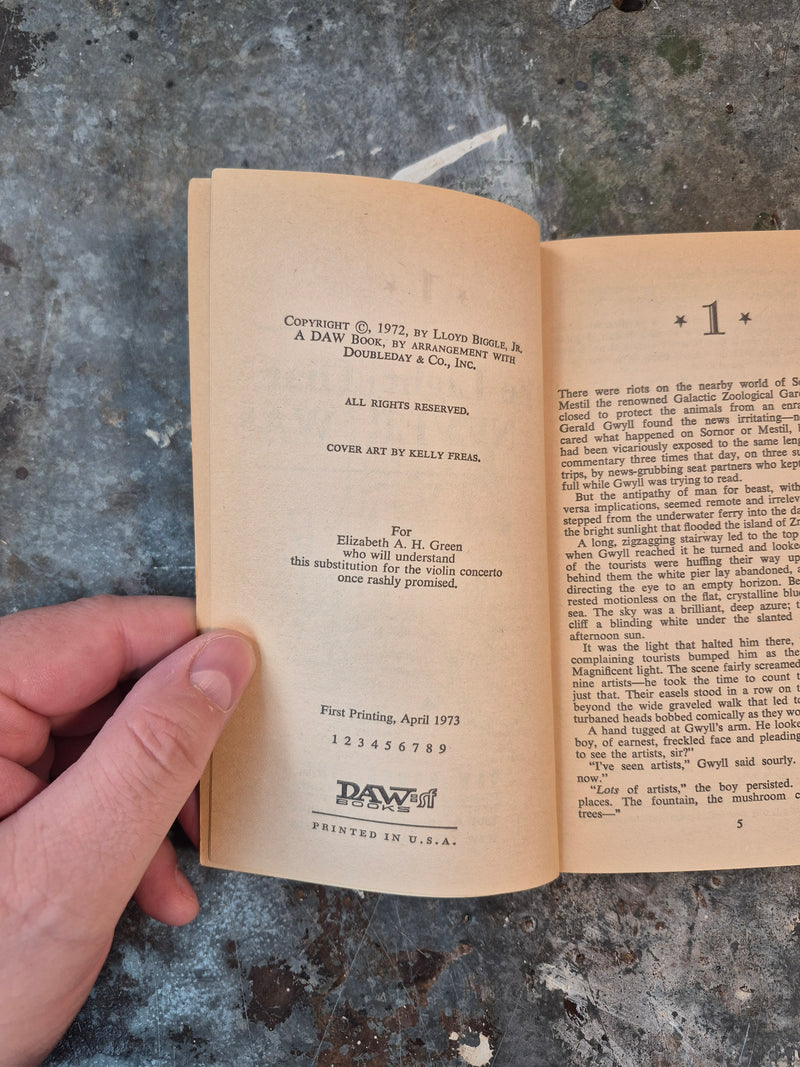 COPYRIGHT ©, 1972, BY LLOYD BIGGLE, JR.
A DAW BOOK, BY ARRANGEMENT WITH
DOUBLEDAY & CO., INC.
ALL RIGHTS RESERVED.
COVER ART BY KELLY FREAS.
For
Elizabeth A. H. Green
who will understand
this substitution for the violin concerto
once rashly promised.
First Printing, April 1973
1 2 3 4 5 6 7 8 9
DAW sf
BOOKS
PRINTED IN U.S.A.
1
There were riots on the nearby world of
Mestil the renowned Galactic Zoological
closed to protect the animals from an
Gerald Gwyll found the news irritating—
cared what happened on Sornor or Mestil,
had been vicariously exposed to the same
commentary three times that day, on three
trips, by news-grubbing seat partners who kept
full while Gwyll was trying to read.
But the antipathy of man for beast,
versa implications, seemed remote and
stepped from the underwater ferry into the
the bright sunlight that flooded the island of
A long, zigzagging stairway led to the top
when Gwyll reached it he turned and
of the tourists were huffing their way
behind them the white pier lay abandoned,
directing the eye to an empty horizon.
rested motionless on the flat, crystalline
sea. The sky was a brilliant, deep azure;
cliff a blinding white under the slanted
afternoon sun.
It was the light that halted him there,
complaining tourists bumped him as the
Magnificent light. The scene fairly screamed
nine artists—he took the time to count
just that. Their easels stood in a row on
beyond the wide graveled walk that led
turbaned heads bobbed comically as they
A hand tugged at Gwyll's arm. He
boy, of earnest, freckled face and
to see the artists, sir?"
"I've seen artists," Gwyll said sourly.
now."
"Lots of artists," the boy persisted.
places. The fountain, the mushroom
trees—"
5